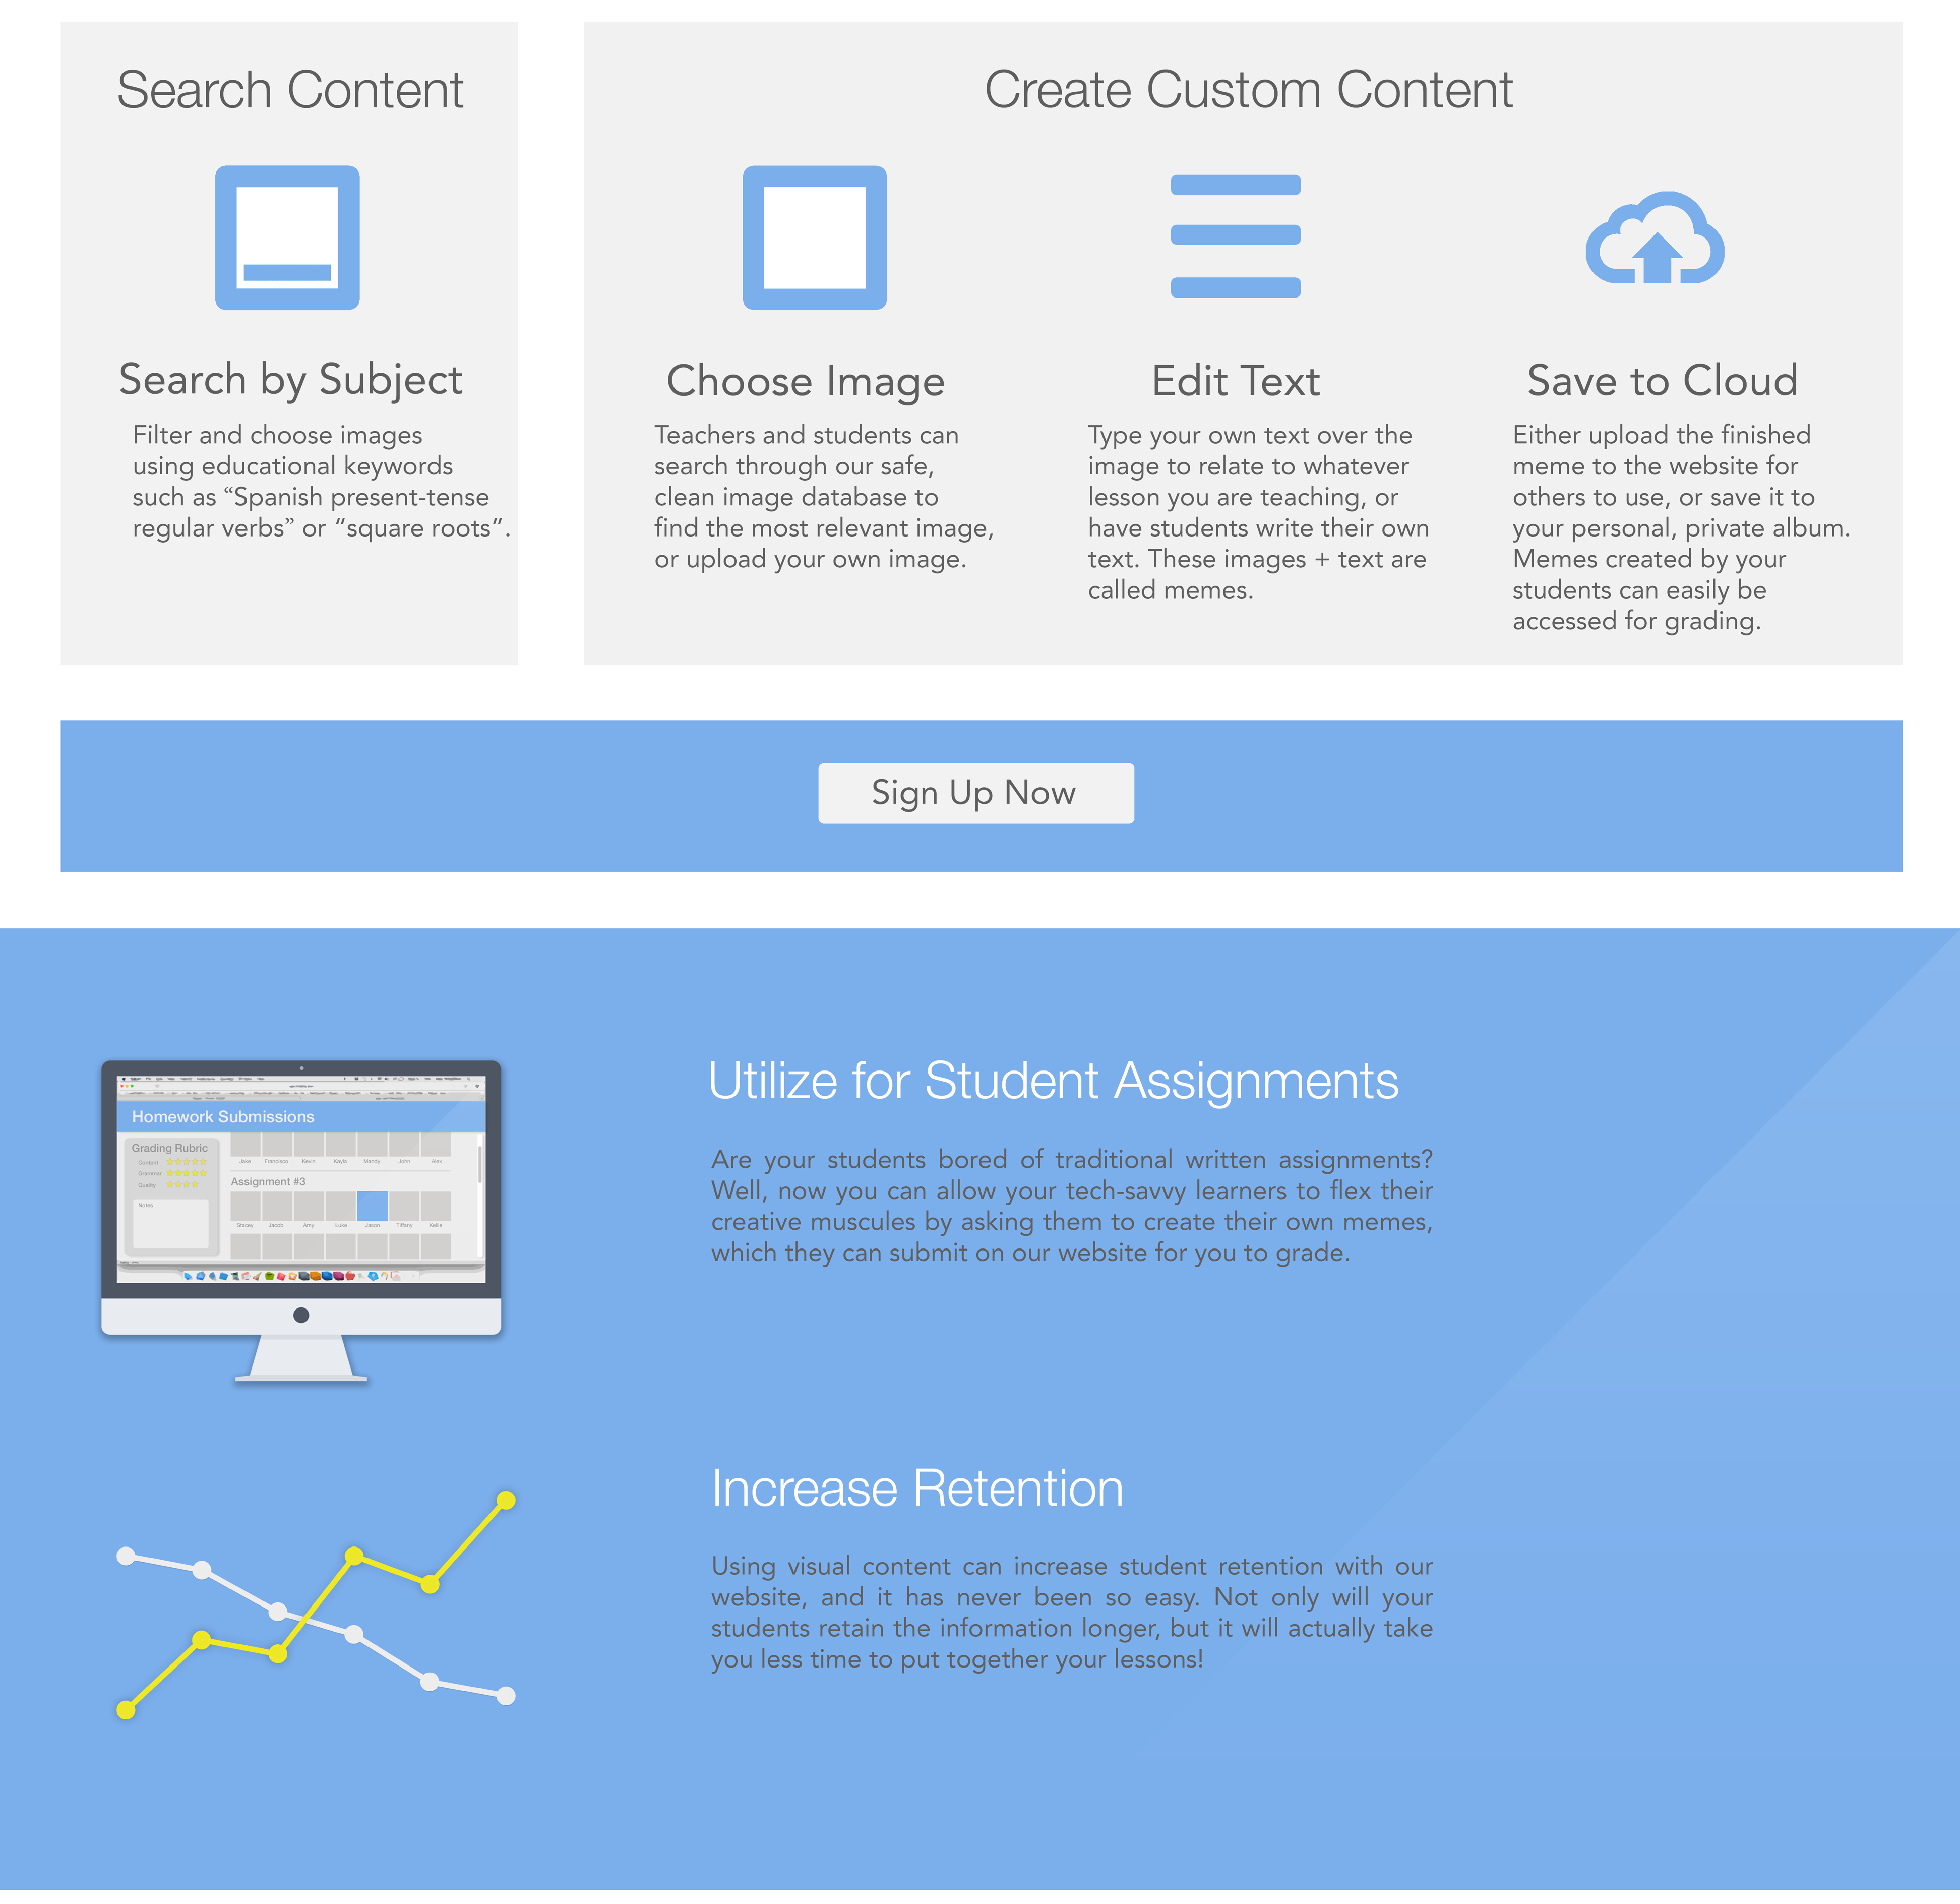 Search Content
Search by Subject
Filter and choose images
using educational keywords
such as “Spanish present-tense
regular verbs” or “square roots”.
Create Custom Content
Choose Image
Teachers and students can
search through our safe,
clean image database to
find the most relevant image,
or upload your own image.
Edit Text
Type your own text over the
image to relate to whatever
lesson you are teaching, or
have students write their own
text. These images + text are
called memes.
Save to Cloud
Either upload the finished
meme to the website for
others to use, or save it to
your personal, private album.
Memes created by your
students can easily be
accessed for grading.
Sign Up Now
Homework Submissions
Grading Rubric
Content
Grammar
Quality
Notes
Jake Francisco Kevin Kayla Mandy John Alex
Assignment #3
Stacey Jacob Amy Luke Jason Tiffany Katia
Utilize for Student Assignments
Are your students bored of traditional written assignments?
Well, now you can allow your tech-savvy learners to flex their
creative muscules by asking them to create their own memes,
which they can submit on our website for you to grade.
Increase Retention
Using visual content can increase student retention with our
website, and it has never been so easy. Not only will your
students retain the information longer, but it will actually take
you less time to put together your lessons!